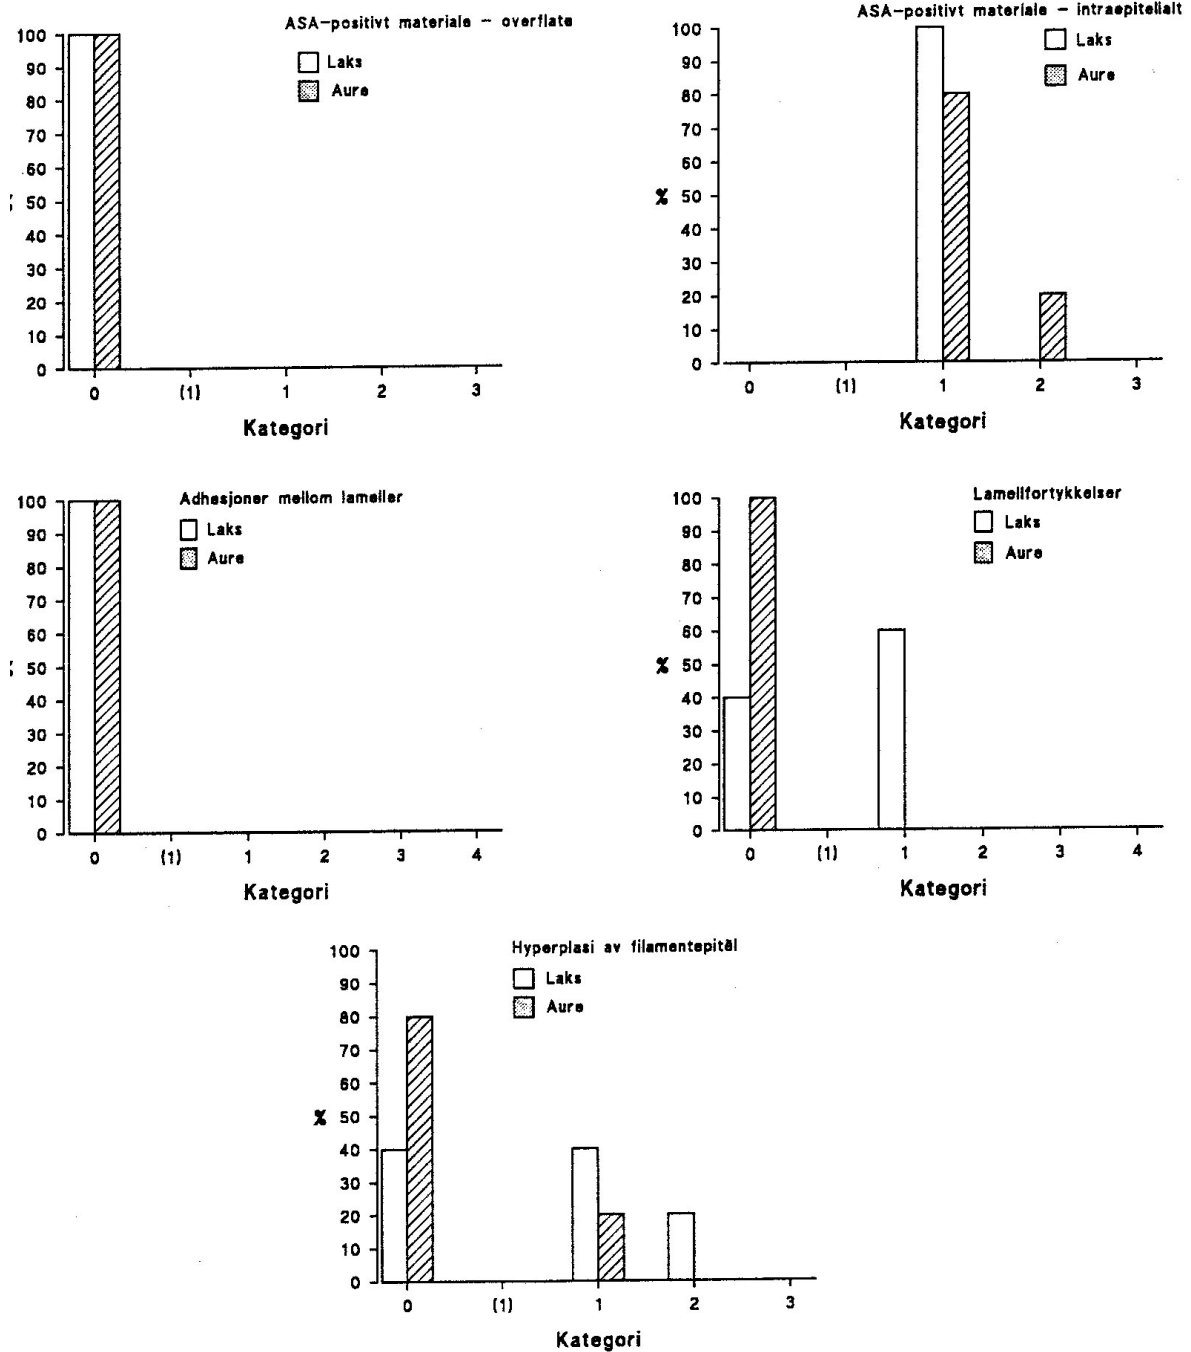 ASA-positivt materiale - overflate
Laks
Aure
100
90
80
70
60
50
40
30
20
10
0
0 (1) 1 2 3
Kategori
ASA-positivt materiale - intraepitelialt
Laks
Aure
%
100
90
80
70
60
50
40
30
20
10
0
0 (1) 1 2 3
Kategori
Adhesjoner mellom lameller
Laks
Aure
100
90
80
70
60
50
40
30
20
10
0
0 (1) 1 2 3 4
Kategori
Lamellfortykkelser
Laks
Aure
%
100
90
80
70
60
50
40
30
20
10
0
0 (1) 1 2 3 4
Kategori
Hyperplasi av filamentepitel
Laks
Aure
%
100
90
80
70
60
50
40
30
20
10
0
0 (1) 1 2 3
Kategori